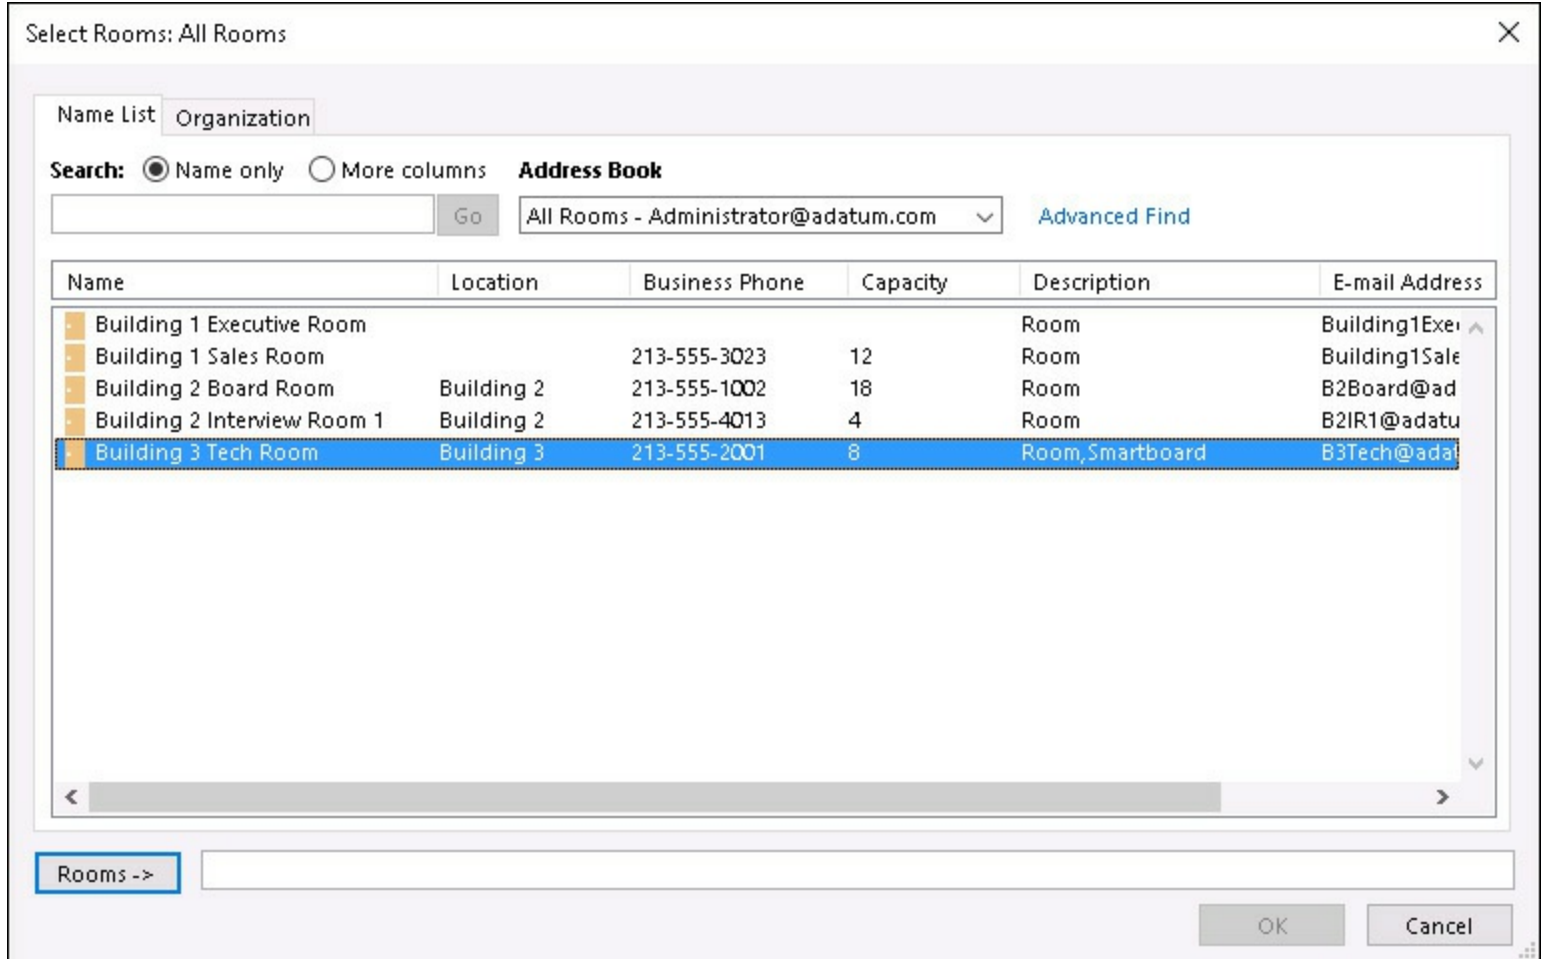 Select Rooms: All Rooms
Name List Organization
Search: Name only More columns Address Book
Go All Rooms - Administrator@adatum.com Advanced Find
Name Location Business Phone Capacity Description E-mail Address
Building 1 Executive Room Room Building1Exe
Building 1 Sales Room 213-555-3023 12 Room Building1Sale
Building 2 Board Room Building 2 213-555-1002 18 Room B2Board@ad
Building 2 Interview Room 1 Building 2 213-555-4013 4 Room B2IR1@adatu
Building 3 Tech Room Building 3 213-555-2001 8 Room,Smartboard B3Tech@adat
Rooms ->
OK Cancel